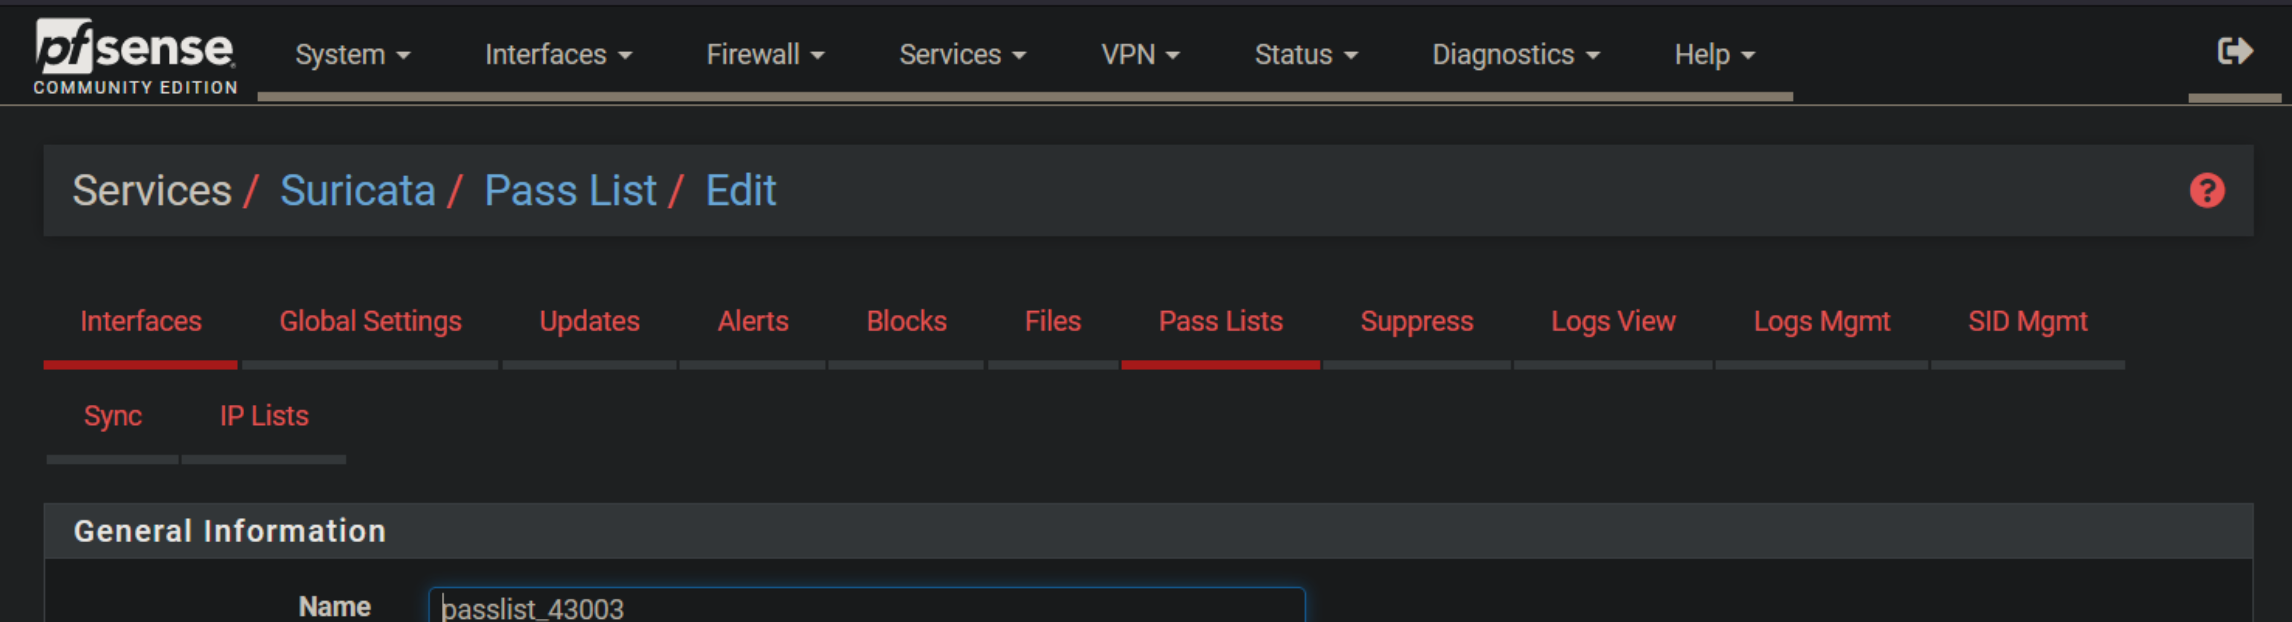 pfsense
COMMUNITY EDITION
System Interfaces Firewall Services VPN Status Diagnostics Help
Services / Suricata / Pass List / Edit
?
Interfaces Global Settings Updates Alerts Blocks Files Pass Lists Suppress Logs View Logs Mgmt SID Mgmt
Sync IP Lists
General Information
Name passlist_43003